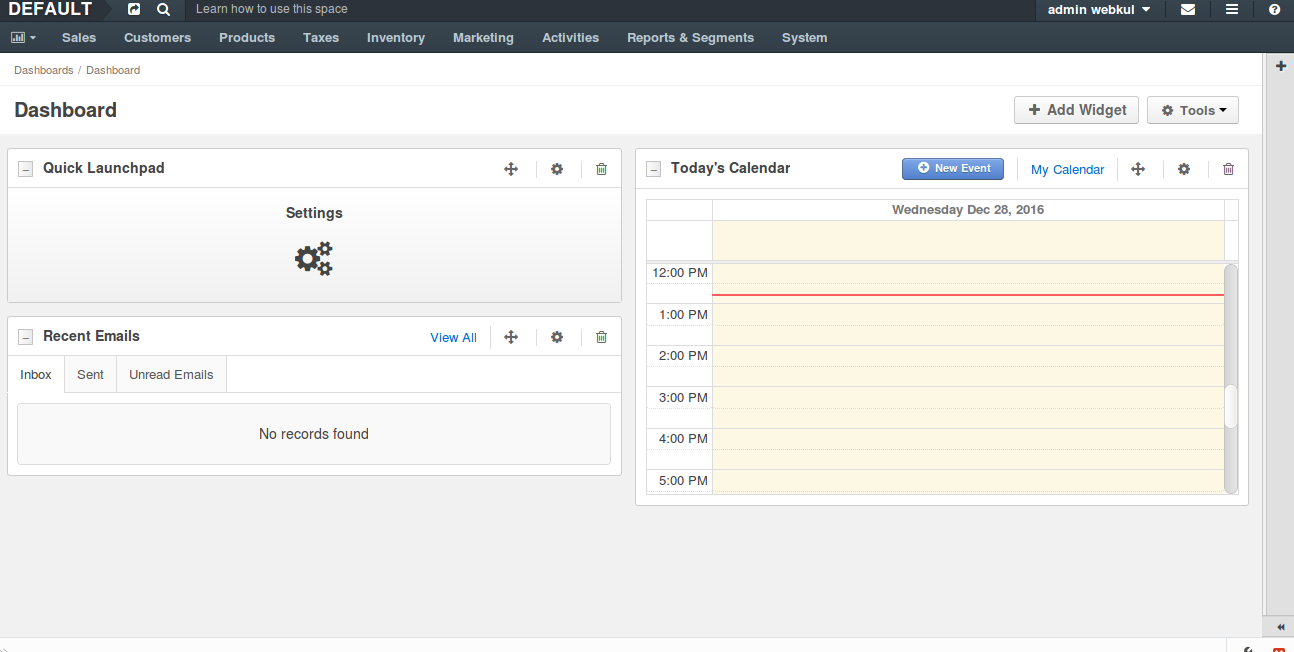 DEFAULT Learn how to use this space admin webkul
Sales Customers Products Taxes Inventory Marketing Activities Reports & Segments System
Dashboards / Dashboard
Dashboard
Add Widget Tools
Quick Launchpad
Settings
Recent Emails View All
Inbox Sent Unread Emails
No records found
Today's Calendar New Event My Calendar
Wednesday Dec 28, 2016
12:00 PM
1:00 PM
2:00 PM
3:00 PM
4:00 PM
5:00 PM